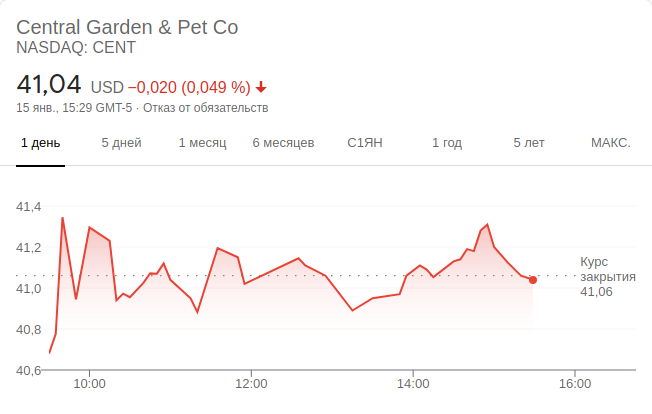 Central Garden & Pet Co
NASDAQ: CENT
41,04 USD −0,020 (0,049 %)
15 янв., 15:29 GMT-5 · Отказ от обязательств
1 день 5 дней 1 месяц 6 месяцев С1ЯН 1 год 5 лет МАКС.
41,4
41,2
Курс
закрытия
41,06
41,0
40,8
40,6
10:00 12:00 14:00 16:00